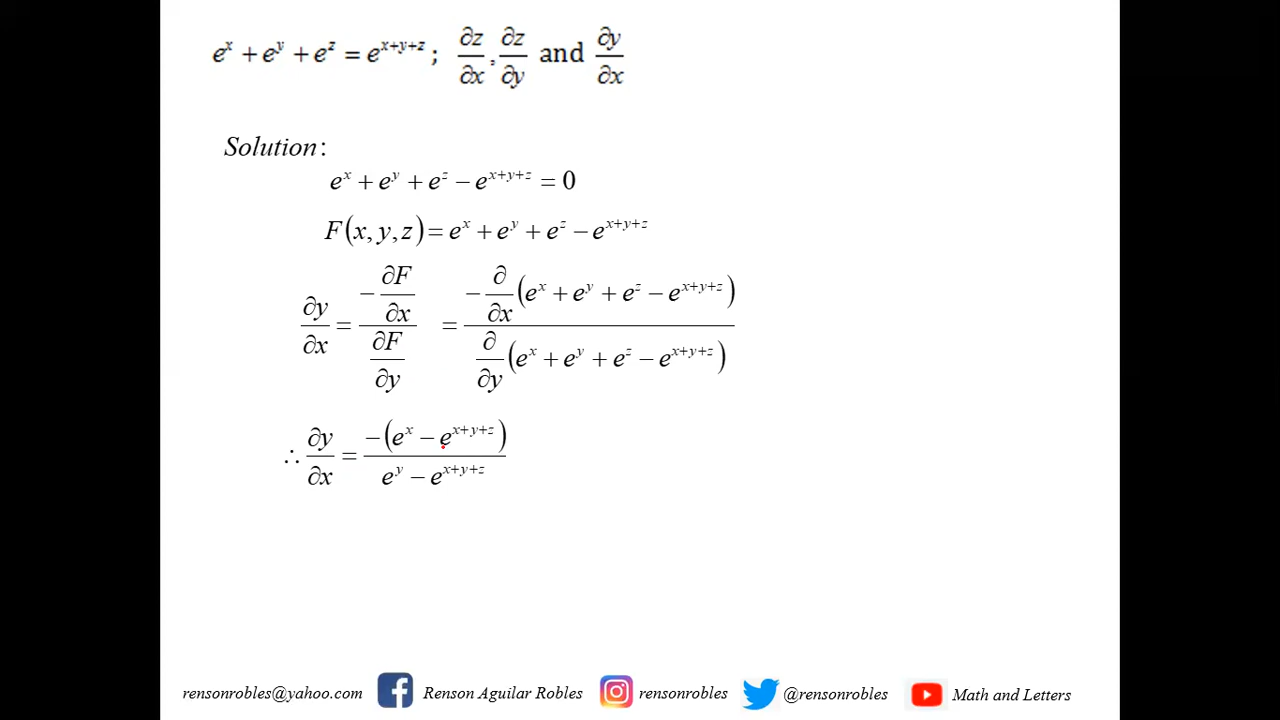 e^x + e^y + e^z = e^{x+y+z} ; ∂z/∂x , ∂z/∂y and ∂y/∂x
Solution:
e^x + e^y + e^z − e^{x+y+z} = 0
F(x, y, z) = e^x + e^y + e^z − e^{x+y+z}
∂y/∂x = (−∂F/∂x)/(∂F/∂y) = (−∂/∂x (e^x + e^y + e^z − e^{x+y+z}))/(∂/∂y (e^x + e^y + e^z − e^{x+y+z}))
∴ ∂y/∂x = (−(e^x − e^{x+y+z}))/(e^y − e^{x+y+z})
rensonrobles@yahoo.com f Renson Aguilar Robles rensonrobles @rensonrobles Math and Letters